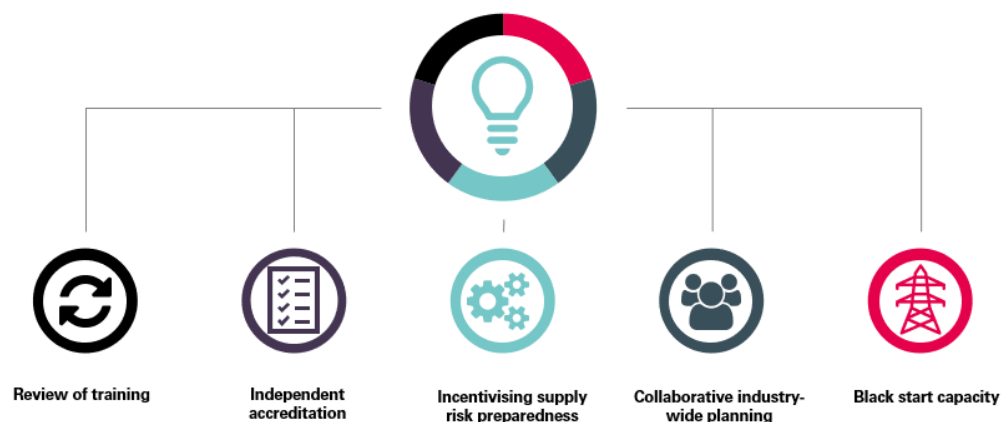 Review of training
Independent
accreditation
Incentivising supply
risk preparedness
Collaborative industry-
wide planning
Black start capacity